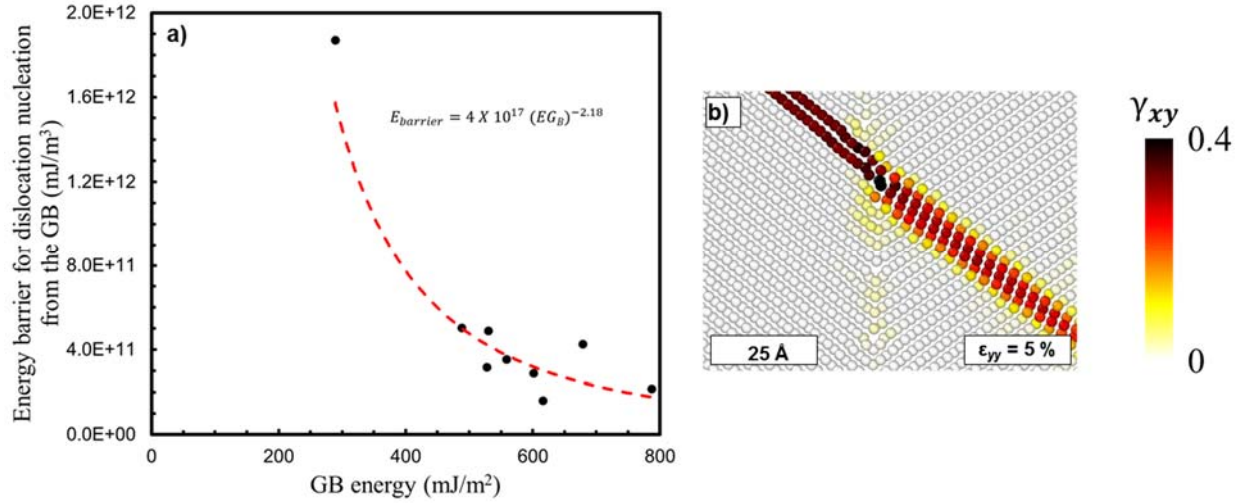 a)
Energy barrier for dislocation nucleation
from the GB (mJ/m³)
2.0E+12
1.6E+12
1.2E+12
8.0E+11
4.0E+11
0.0E+00
E_barrier = 4 X 10^17 (EG_B)^−2.18
0 200 400 600 800
GB energy (mJ/m²)
b)
25 Å
ε_yy = 5 %
γ_xy
0.4
0